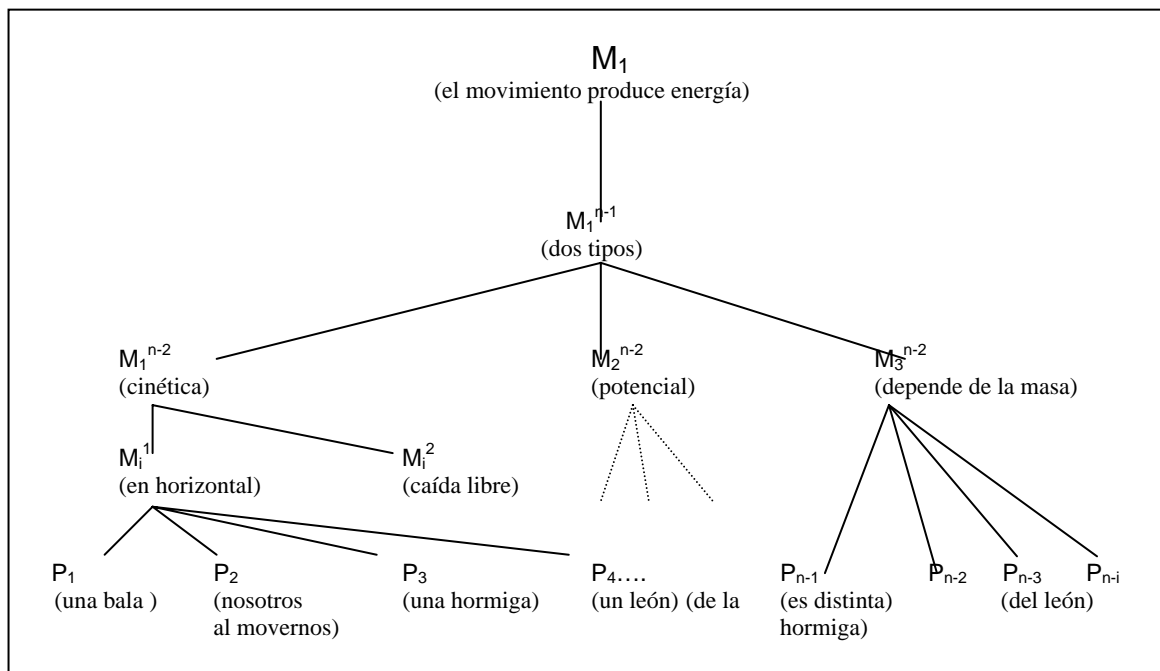 M₁
(el movimiento produce energía)
M₁ⁿ⁻¹
(dos tipos)
M₁ⁿ⁻² M₂ⁿ⁻² M₃ⁿ⁻²
(cinética) (potencial) (depende de la masa)
Mᵢ¹ Mᵢ²
(en horizontal) (caída libre)
P₁ P₂ P₃ P₄.... Pₙ₋₁ Pₙ₋₂ Pₙ₋₃ Pₙ₋ᵢ
(una bala ) (nosotros (una hormiga) (un león) (de la (es distinta) (del león)
al movernos) hormiga)